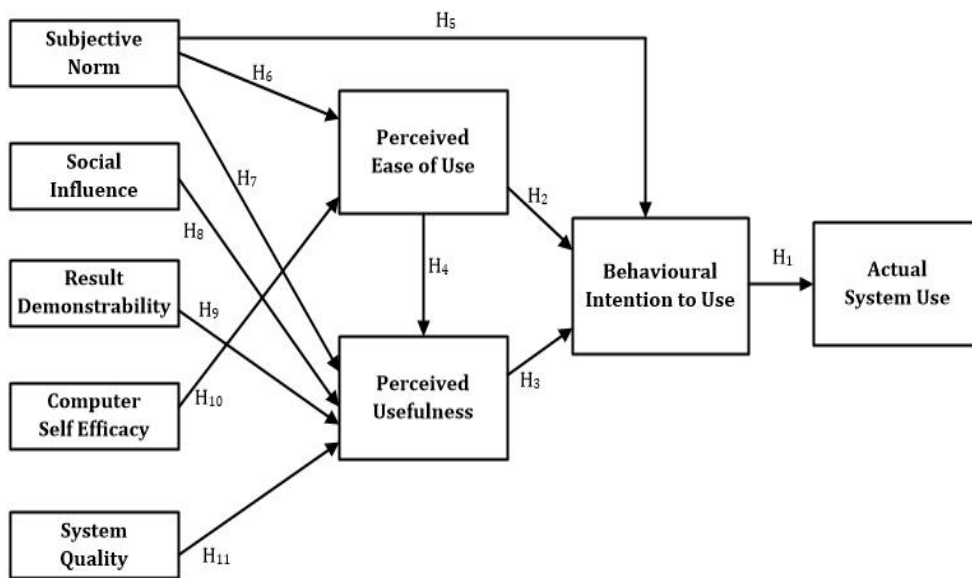 Subjective
Norm
Social
Influence
Result
Demonstrability
Computer
Self Efficacy
System
Quality
H₅
H₆
H₇
H₈
H₉
H₁₀
H₁₁
Perceived
Ease of Use
H₄
Perceived
Usefulness
H₂
H₃
Behavioural
Intention to Use
H₁
Actual
System Use